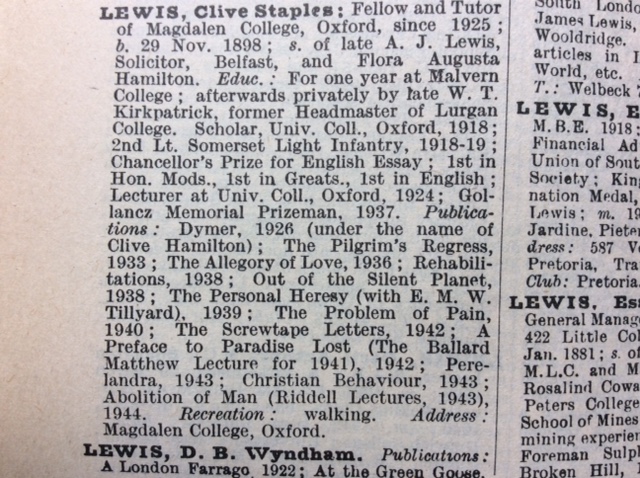 LEWIS, Clive Staples; Fellow and Tutor
of Magdalen College, Oxford, since 1925;
b. 29 Nov. 1898; s. of late A. J. Lewis,
Solicitor, Belfast, and Flora Augusta
Hamilton. Educ.: For one year at Malvern
College; afterwards privately by late W. T.
Kirkpatrick, former Headmaster of Lurgan
College. Scholar, Univ. Coll., Oxford, 1918;
2nd Lt. Somerset Light Infantry, 1918-19;
Chancellor's Prize for English Essay; 1st in
Hon. Mods., 1st in Greats., 1st in English;
Lecturer at Univ. Coll., Oxford, 1924; Gol-
lancz Memorial Prizeman, 1937. Publica-
tions: Dymer, 1926 (under the name of
Clive Hamilton); The Pilgrim's Regress,
1933; The Allegory of Love, 1936; Rehabili-
tations, 1938; Out of the Silent Planet,
1938; The Personal Heresy (with E. M. W.
Tillyard), 1939; The Problem of Pain,
1940; The Screwtape Letters, 1942; A
Preface to Paradise Lost (The Ballard
Matthew Lecture for 1941), 1942; Pere-
landra, 1943; Christian Behaviour, 1943;
Abolition of Man (Riddell Lectures, 1943),
1944. Recreation: walking. Address:
Magdalen College, Oxford.
LEWIS, D. B. Wyndham. Publications:
A London Farrago, 1922; At the Green Goose,
South
James Lewis,
Wooldridge.
articles in
World, etc.
T.: Welbeck
LEWIS, E
M.B.E. 1918;
Financial Ad
Union of Sout
Society; King
nation Medal,
Lewis; m. 19
Jardine, Pieter
dress: 587
Pretoria, Tra
Club: Pretoria.
LEWIS, Es
General Manag
422 Little Col
Jan. 1881; s. of
M.L.C. and M
Rosalind Cows
Peters College
School of Mines
mining experien
Foreman Sulp
Broken Hill,